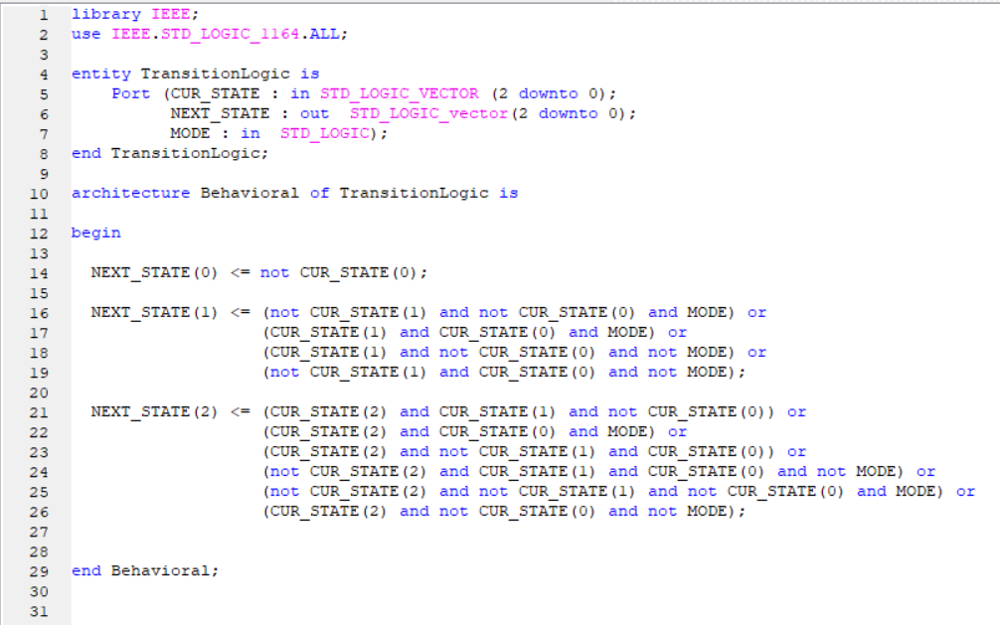 1 library IEEE;
2 use IEEE.STD_LOGIC_1164.ALL;
3
4 entity TransitionLogic is
5     Port (CUR_STATE : in STD_LOGIC_VECTOR (2 downto 0);
6           NEXT_STATE : out  STD_LOGIC_vector(2 downto 0);
7           MODE : in  STD_LOGIC);
8 end TransitionLogic;
9
10 architecture Behavioral of TransitionLogic is
11
12 begin
13
14   NEXT_STATE(0) <= not CUR_STATE(0);
15
16   NEXT_STATE(1) <= (not CUR_STATE(1) and not CUR_STATE(0) and MODE) or
17                    (CUR_STATE(1) and CUR_STATE(0) and MODE) or
18                    (CUR_STATE(1) and not CUR_STATE(0) and not MODE) or
19                    (not CUR_STATE(1) and CUR_STATE(0) and not MODE);
20
21   NEXT_STATE(2) <= (CUR_STATE(2) and CUR_STATE(1) and not CUR_STATE(0)) or
22                    (CUR_STATE(2) and CUR_STATE(0) and MODE) or
23                    (CUR_STATE(2) and not CUR_STATE(1) and CUR_STATE(0)) or
24                    (not CUR_STATE(2) and CUR_STATE(1) and CUR_STATE(0) and not MODE) or
25                    (not CUR_STATE(2) and not CUR_STATE(1) and not CUR_STATE(0) and MODE) or
26                    (CUR_STATE(2) and not CUR_STATE(0) and not MODE);
27
28
29 end Behavioral;
30
31